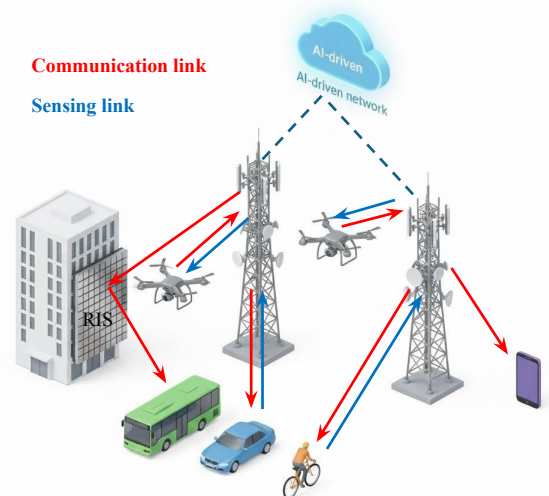 AI-driven
AI-driven network
Communication link
Sensing link
RIS